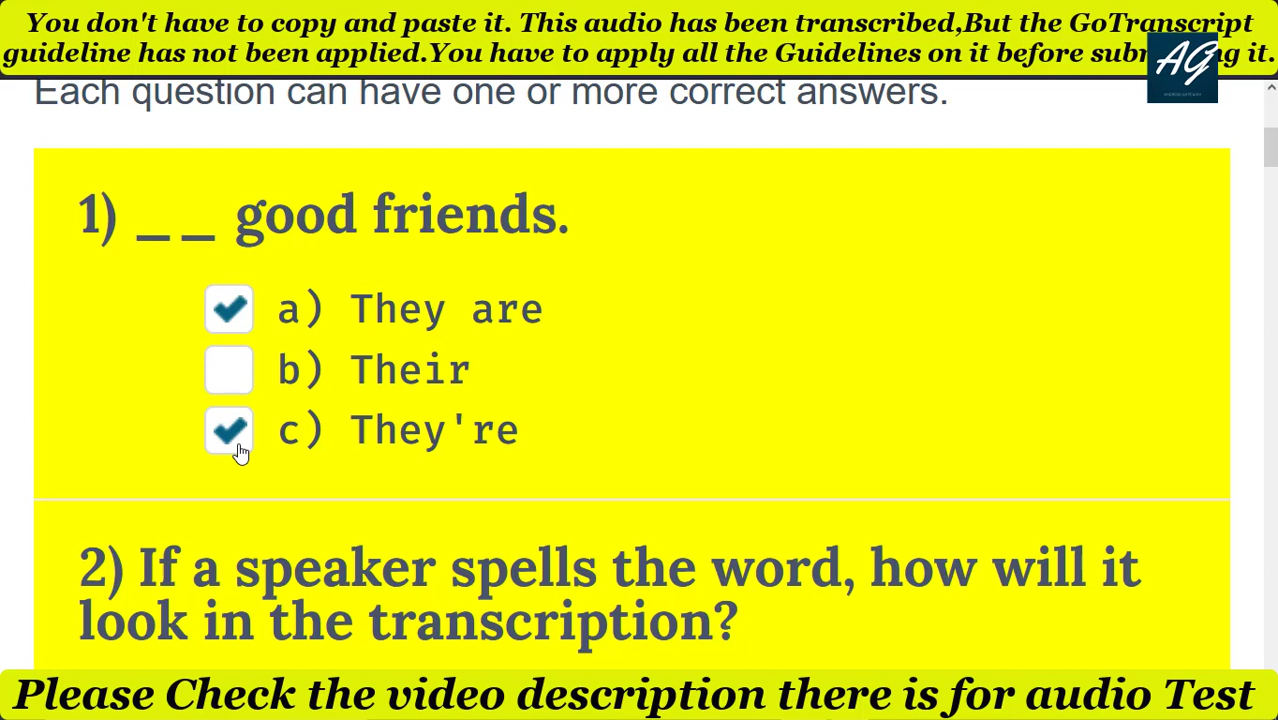 You don't have to copy and paste it. This audio has been transcribed,But the GoTranscript
guideline has not been applied.You have to apply all the Guidelines on it before ng it.
AG
Each question can have one or more correct answers.
1) _ _ good friends.
a) They are
b) Their
c) They're
2) If a speaker spells the word, how will it
look in the transcription?
Please Check the video description there is for audio Test